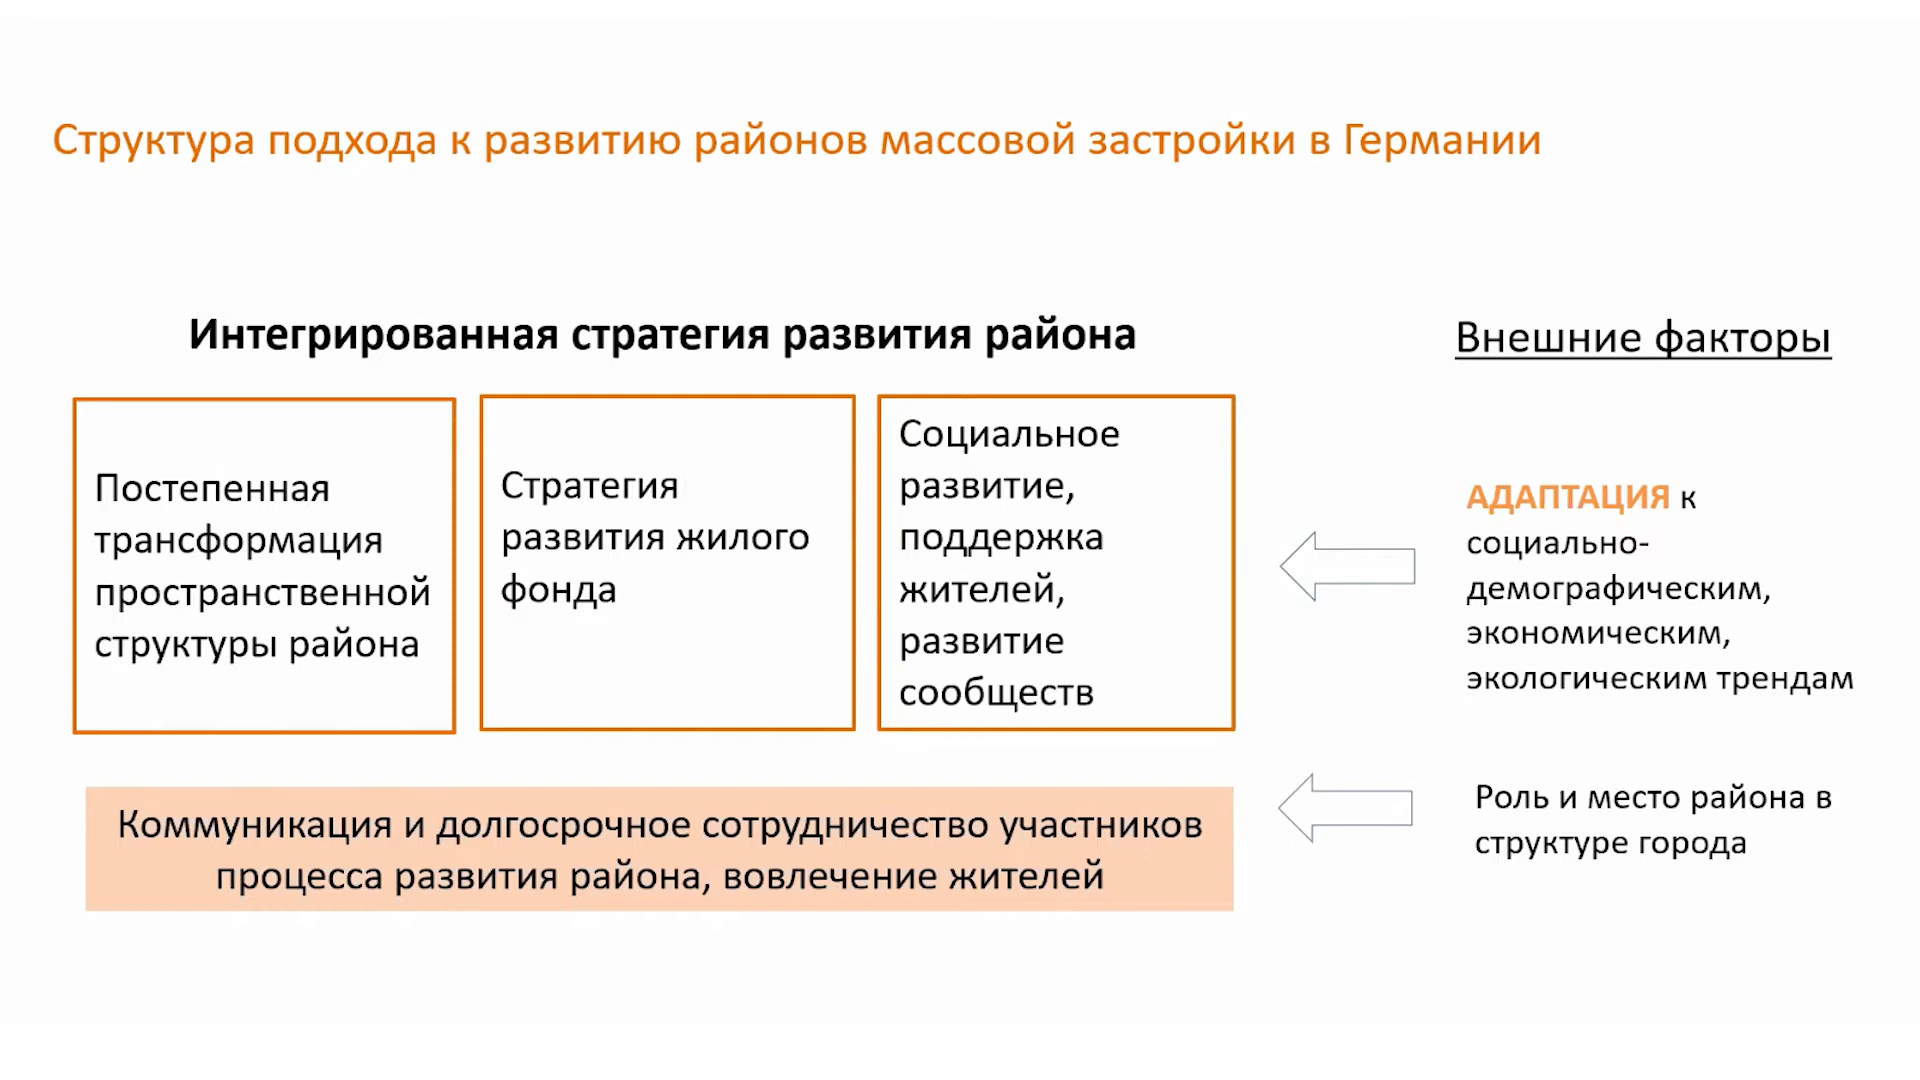 Структура подхода к развитию районов массовой застройки в Германии
Интегрированная стратегия развития района
Постепенная
трансформация
пространственной
структуры района
Стратегия
развития жилого
фонда
Социальное
развитие,
поддержка
жителей,
развитие
сообществ
Коммуникация и долгосрочное сотрудничество участников
процесса развития района, вовлечение жителей
Внешние факторы
АДАПТАЦИЯ к
социально-
демографическим,
экономическим,
экологическим трендам
Роль и место района в
структуре города